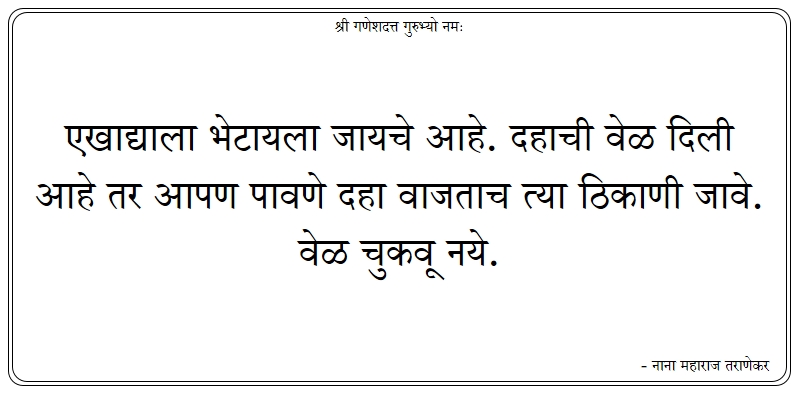 श्री गणेशदत्त गुरुभ्यो नमः
एखाद्याला भेटायला जायचे आहे. दहाची वेळ दिली
आहे तर आपण पावणे दहा वाजताच त्या ठिकाणी जावे.
वेळ चुकवू नये.
- नाना महाराज तराणेकर